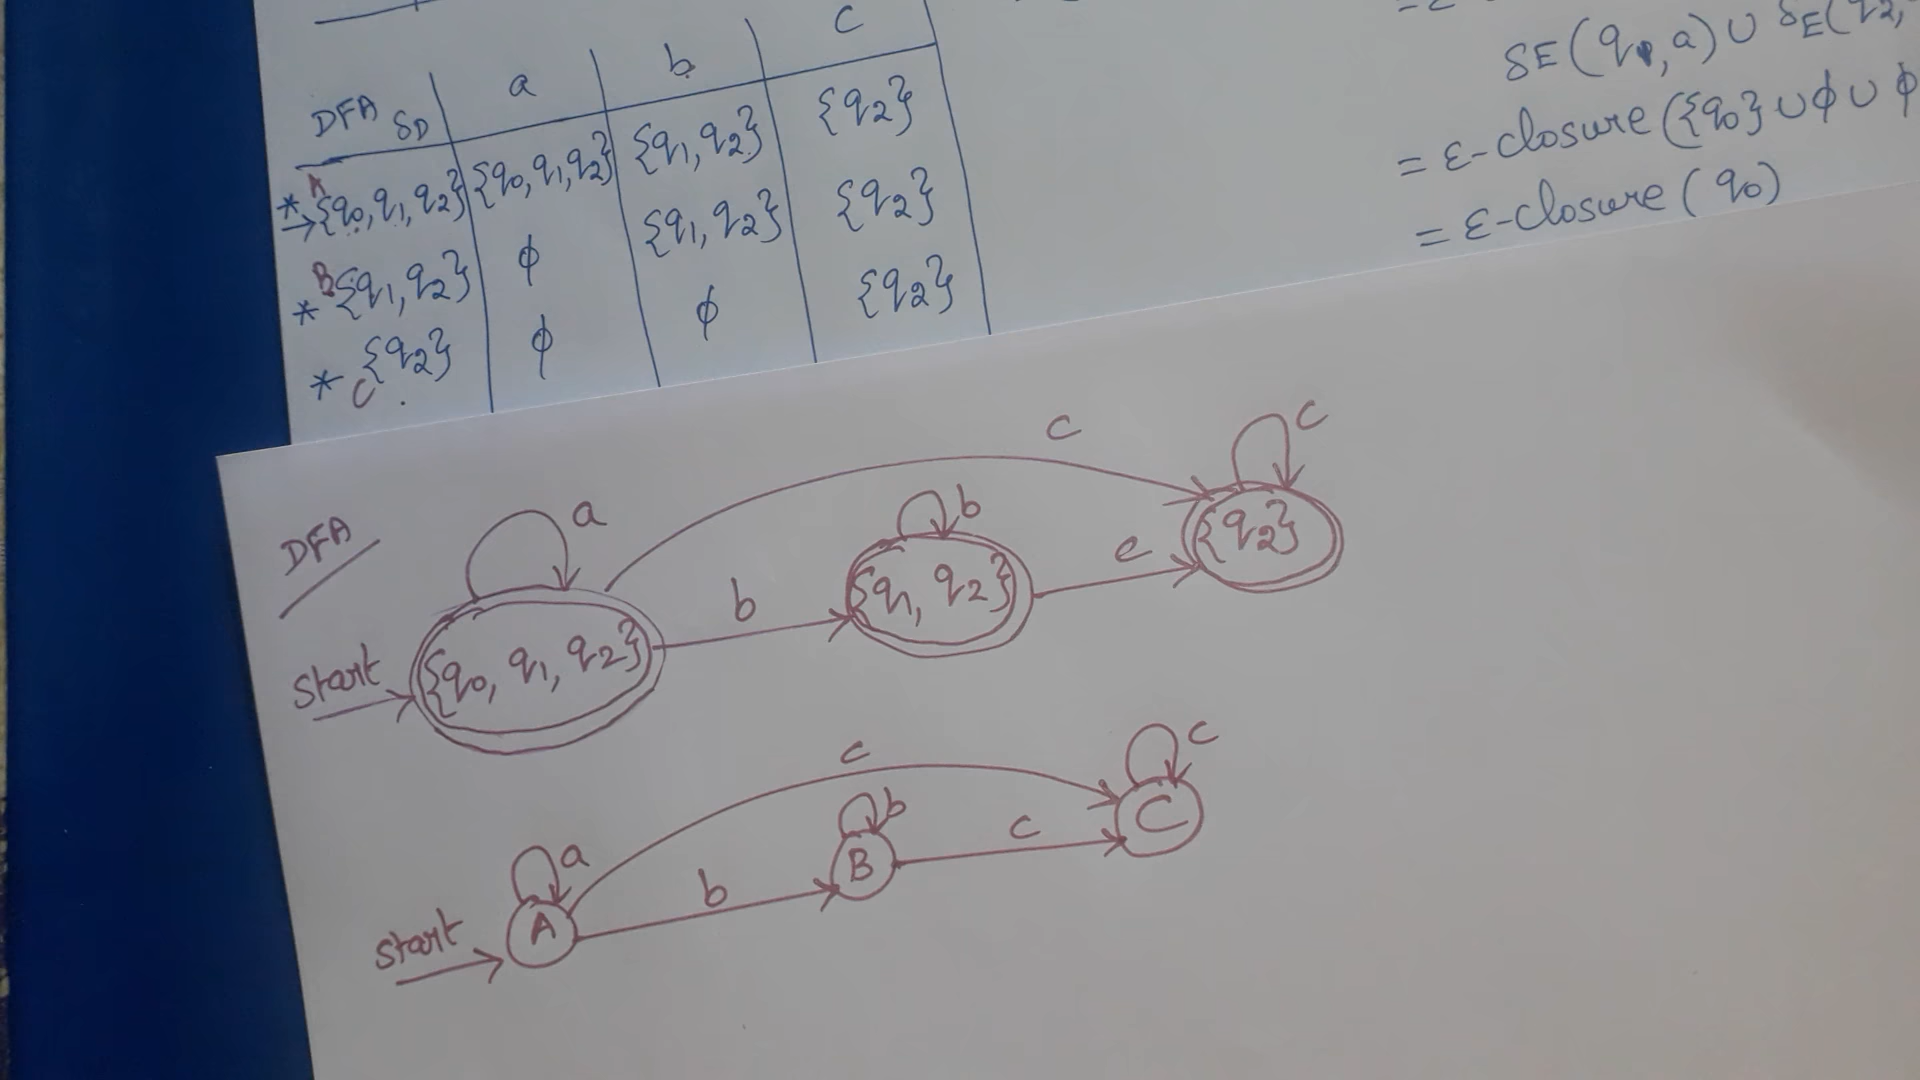 DFA δD a b c
A
*→{q0, q1, q2} {q0, q1, q2} {q1, q2} {q2}
B
*{q1, q2} ϕ {q1, q2} {q2}
*{q2} ϕ ϕ {q2}
C
δE(q1, a) ∪ δE(q2,
= ε-closure({q0} ∪ ϕ ∪ ϕ
= ε-closure(q0)
DFA
a b c b c c
start {q0, q1, q2} {q1, q2} {q2}
a b c b c c
start A B C